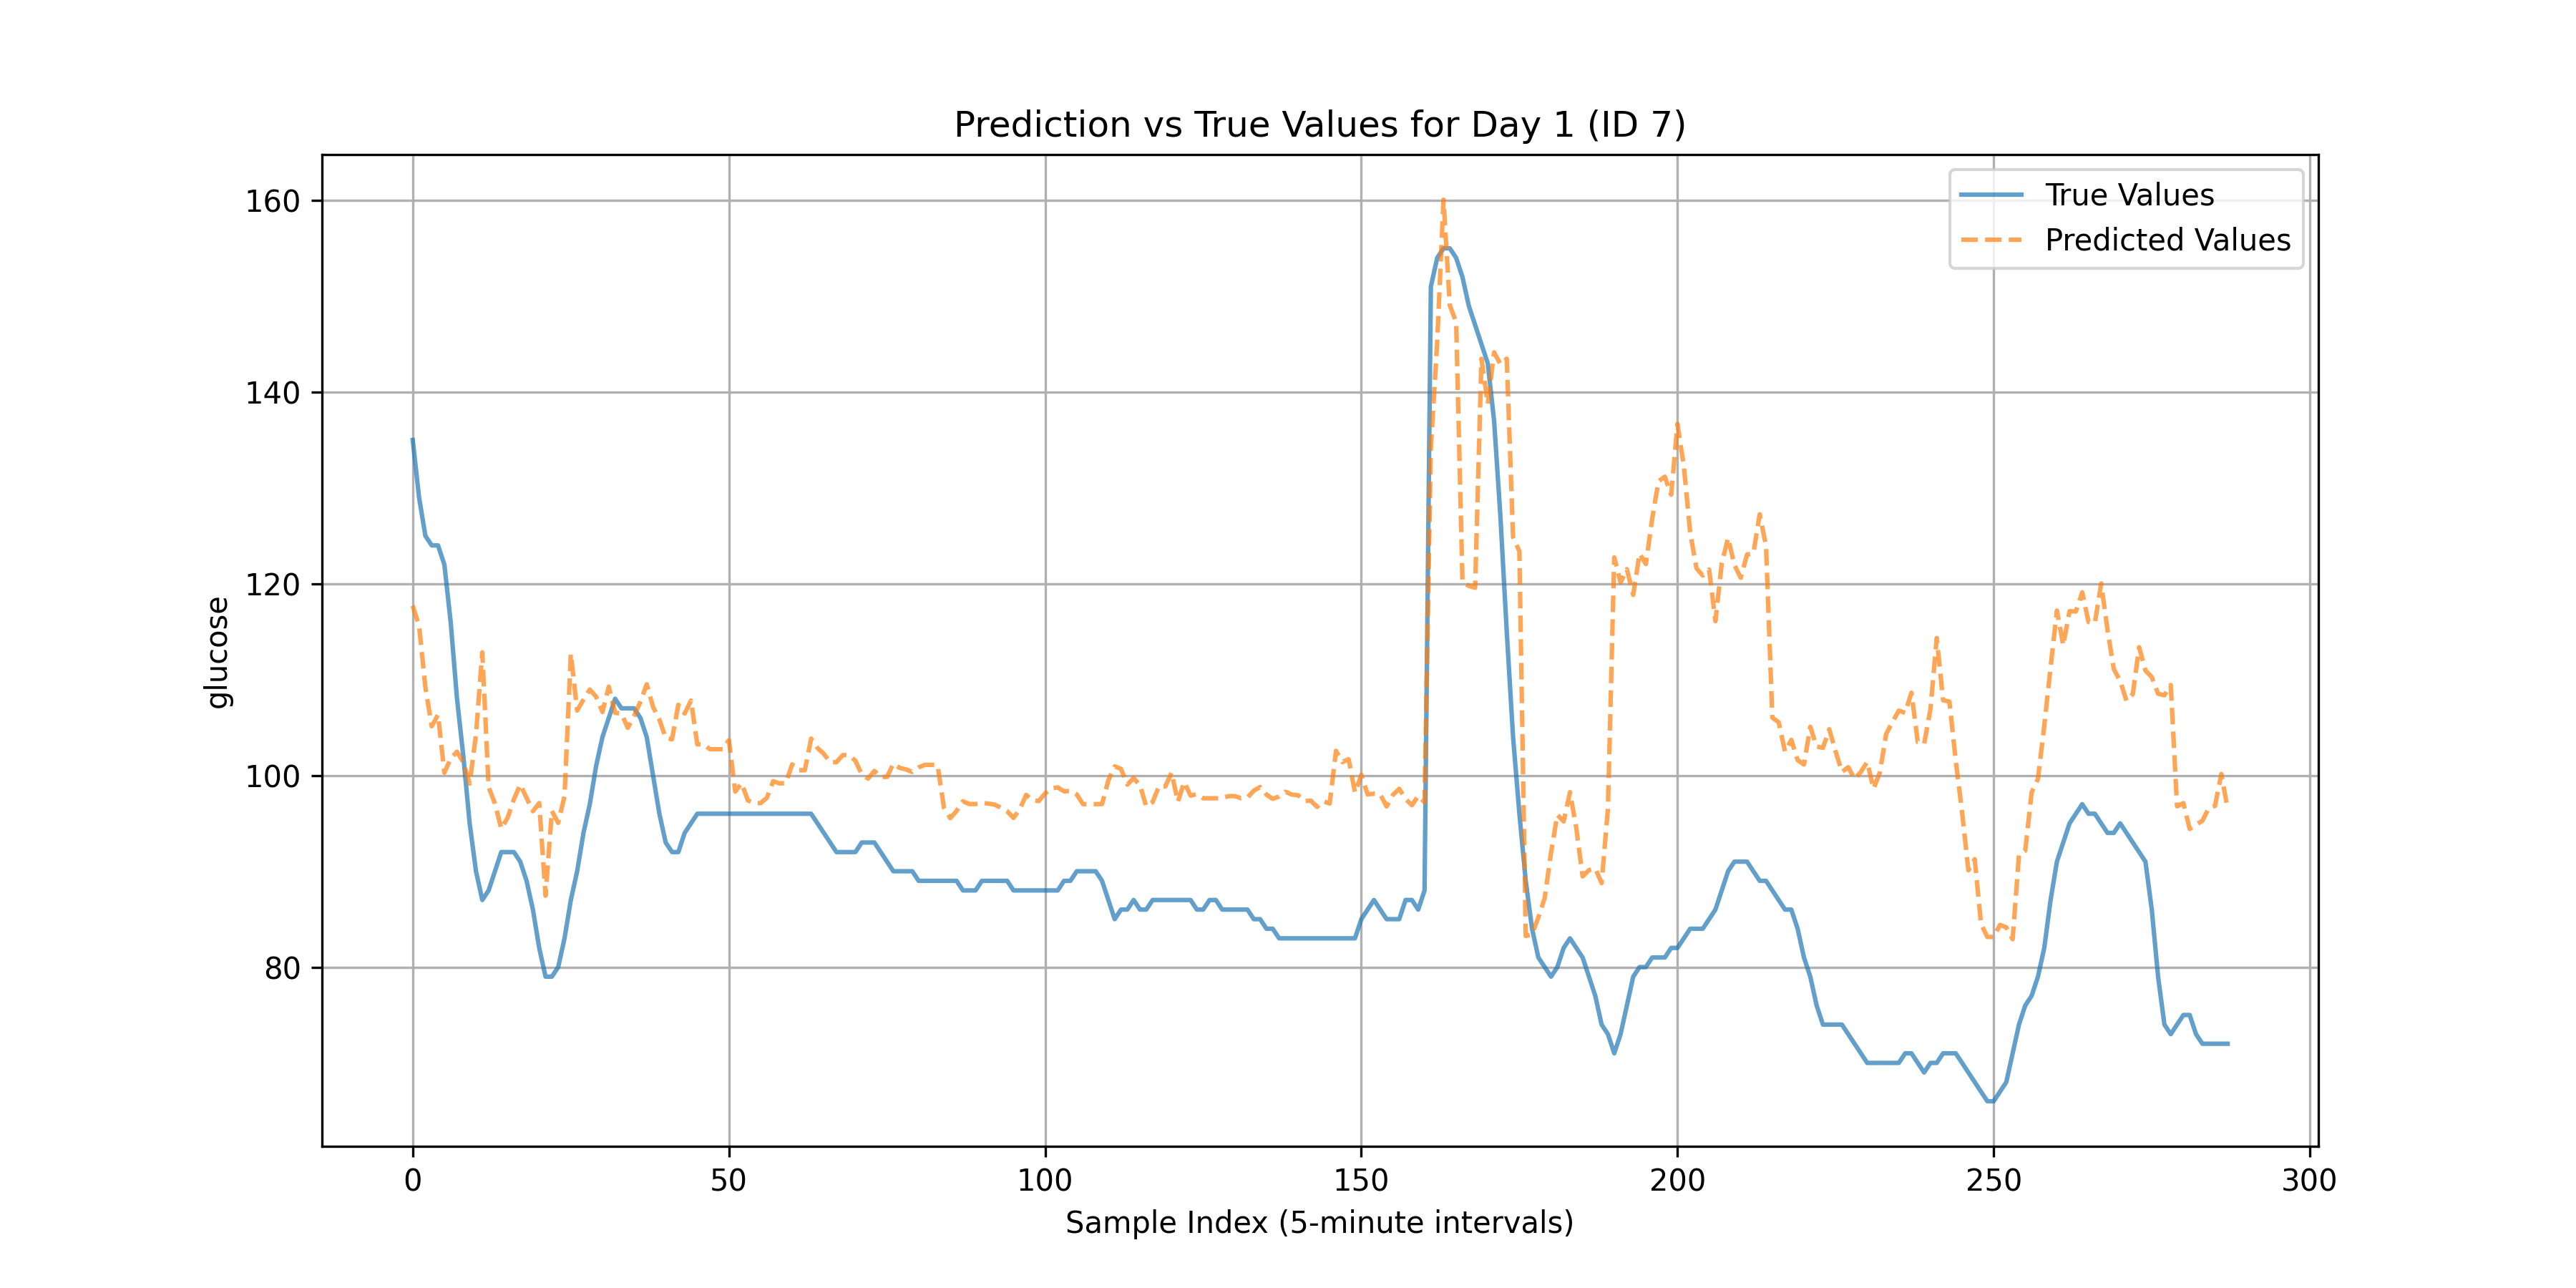 Prediction vs True Values for Day 1 (ID 7)
True Values
Predicted Values
160
140
120
100
80
glucose
0 50 100 150 200 250 300
Sample Index (5-minute intervals)